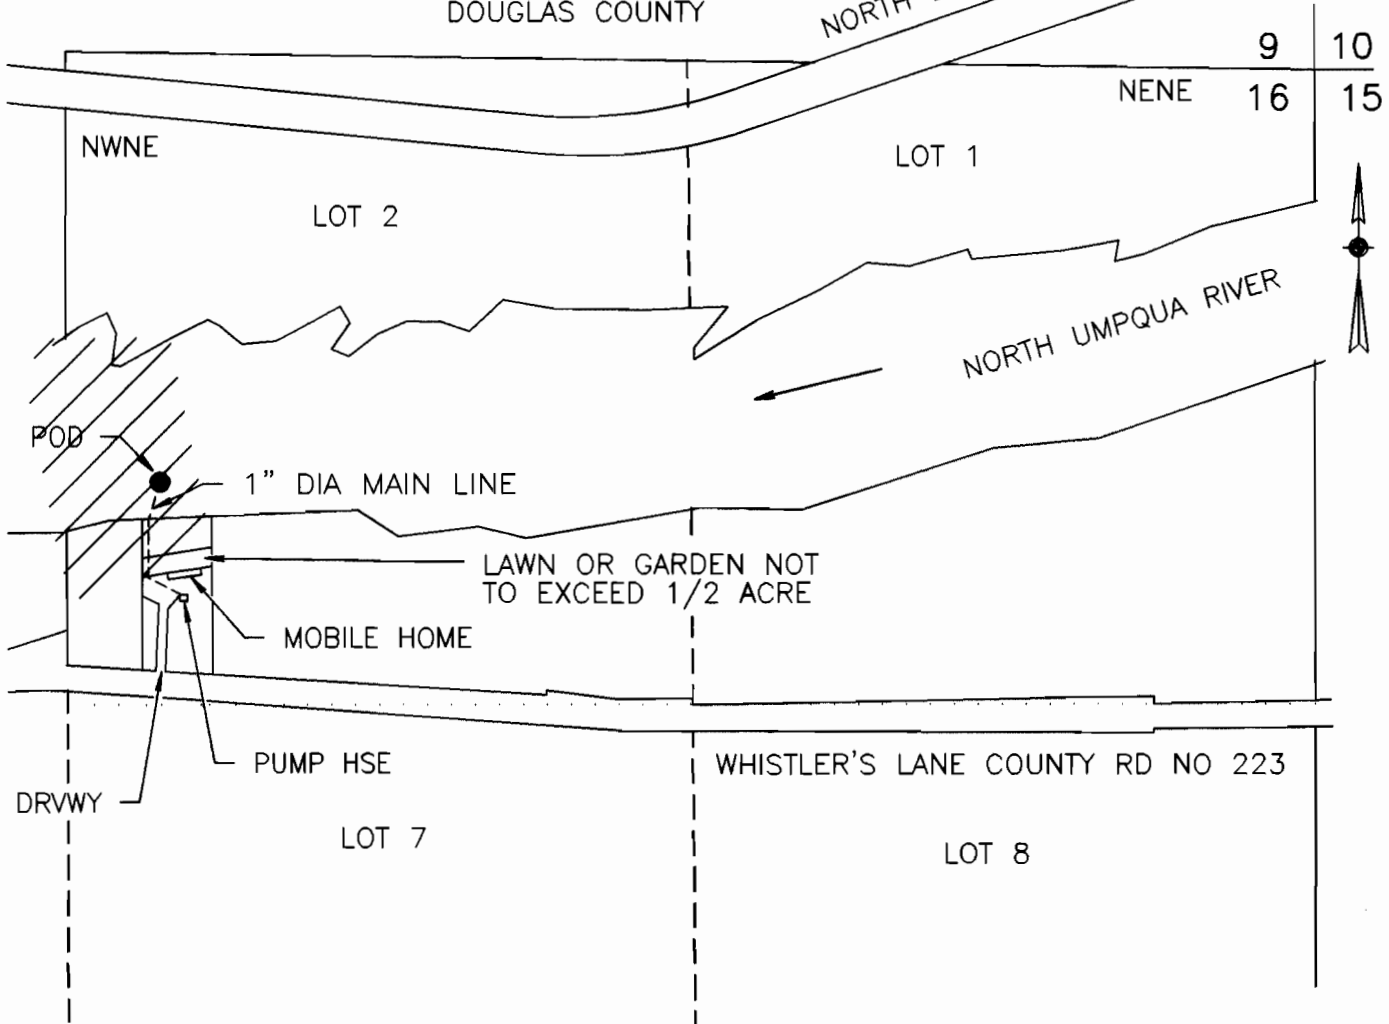 DOUGLAS COUNTY
NORTH
9 10
NENE 16 15
NWNE
LOT 1
LOT 2
NORTH UMPQUA RIVER
POD
1" DIA MAIN LINE
LAWN OR GARDEN NOT
TO EXCEED 1/2 ACRE
MOBILE HOME
PUMP HSE
WHISTLER'S LANE COUNTY RD NO 223
DRVWY
LOT 7
LOT 8